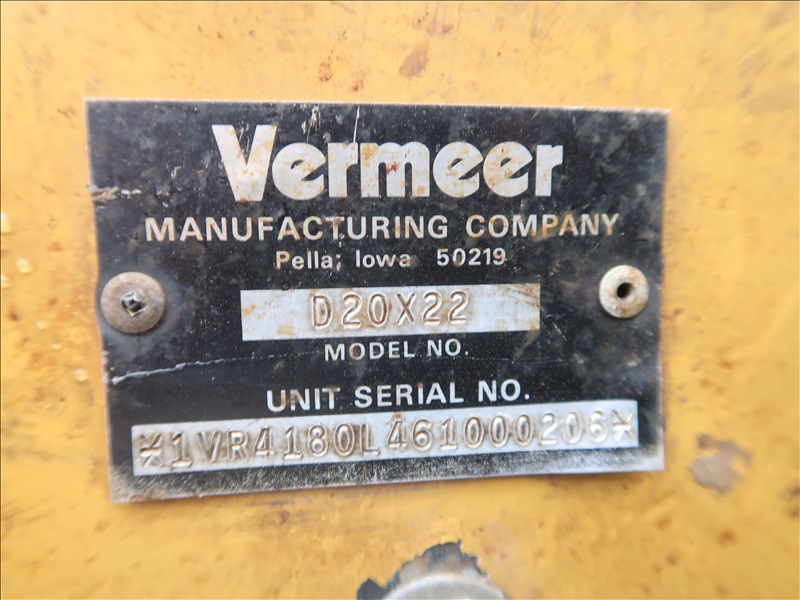 Vermeer
MANUFACTURING COMPANY
Pella, Iowa 50219
D20X22
MODEL NO.
UNIT SERIAL NO.
*1VR4180L461000206*